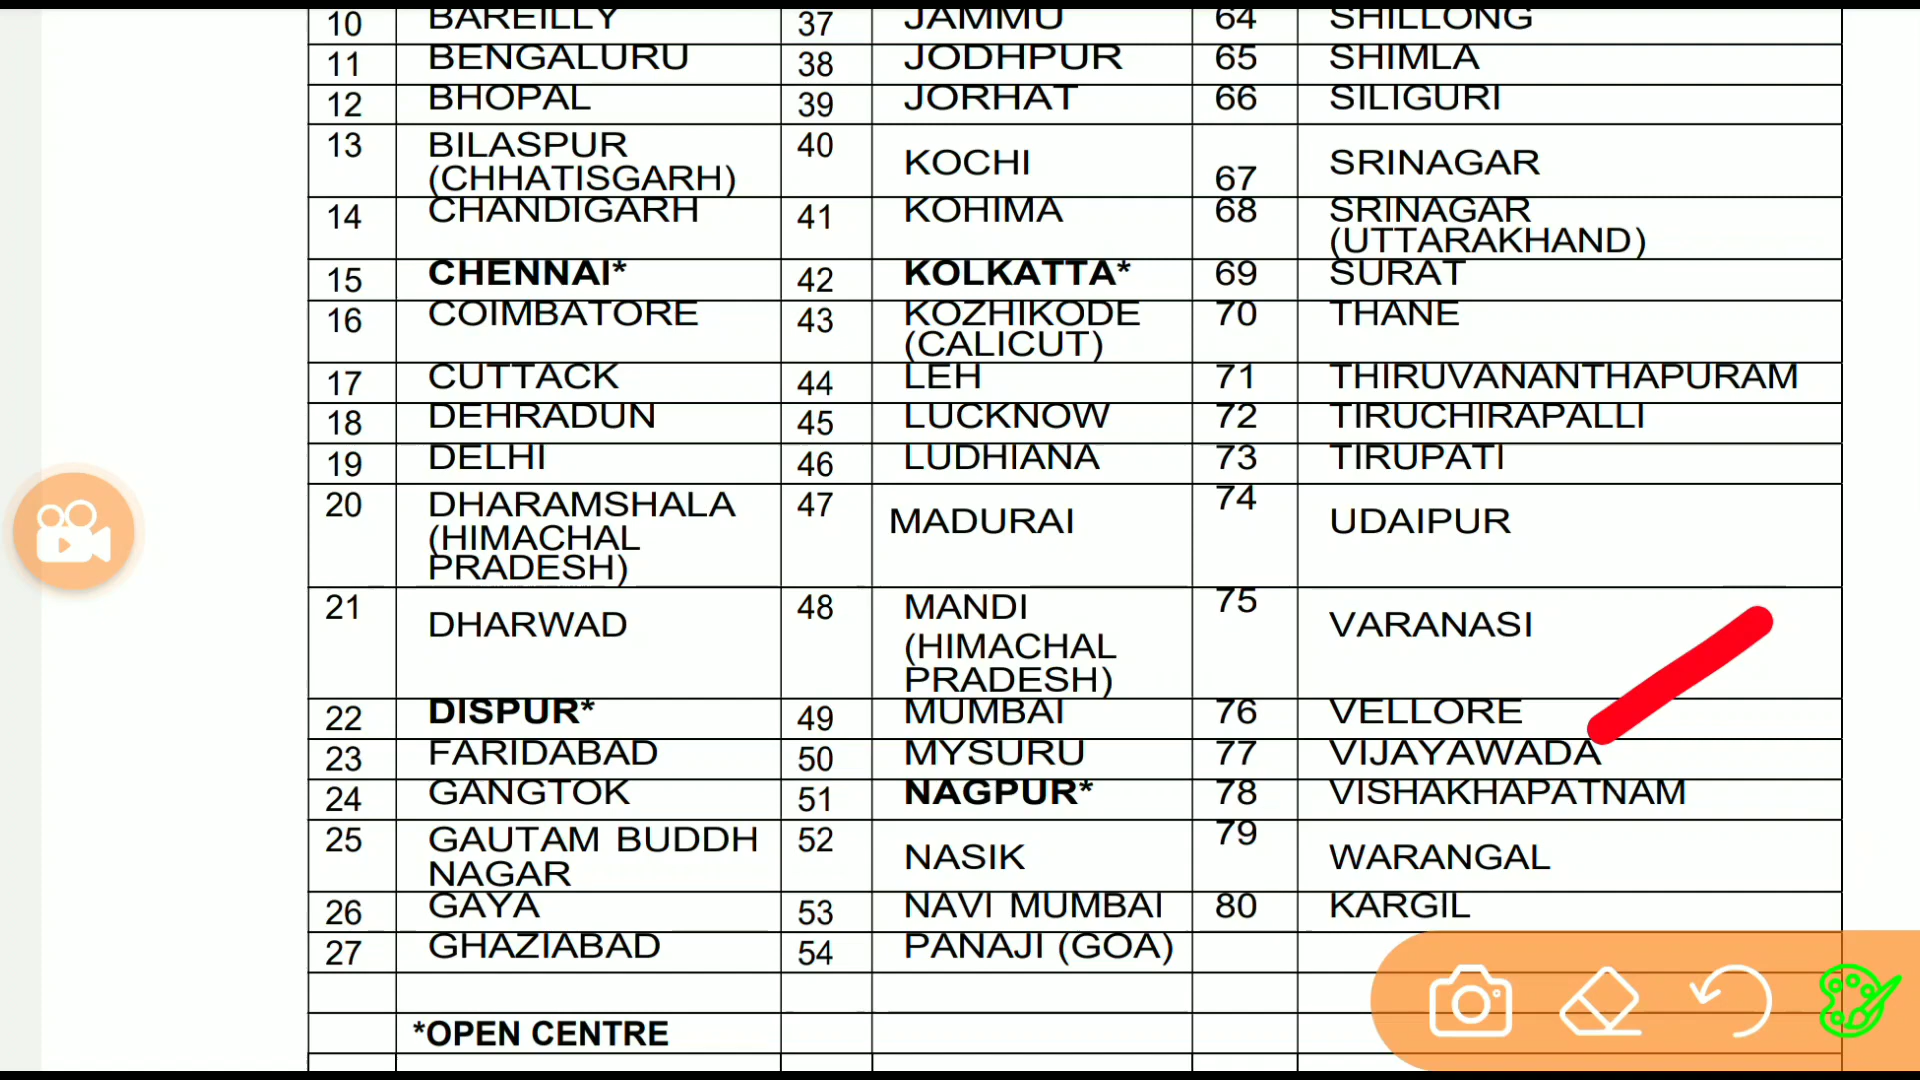 10 BAREILLY 37 JAMMU 64 SHILLONG
11 BENGALURU 38 JODHPUR 65 SHIMLA
12 BHOPAL 39 JORHAT 66 SILIGURI
13 BILASPUR 40 KOCHI 67 SRINAGAR
(CHHATISGARH)
14 CHANDIGARH 41 KOHIMA 68 SRINAGAR
(UTTARAKHAND)
15 CHENNAI* 42 KOLKATTA* 69 SURAT
16 COIMBATORE 43 KOZHIKODE 70 THANE
(CALICUT)
17 CUTTACK 44 LEH 71 THIRUVANANTHAPURAM
18 DEHRADUN 45 LUCKNOW 72 TIRUCHIRAPALLI
19 DELHI 46 LUDHIANA 73 TIRUPATI
20 DHARAMSHALA 47 MADURAI 74 UDAIPUR
(HIMACHAL
PRADESH)
21 DHARWAD 48 MANDI 75 VARANASI
(HIMACHAL
PRADESH)
22 DISPUR* 49 MUMBAI 76 VELLORE
23 FARIDABAD 50 MYSURU 77 VIJAYAWADA
24 GANGTOK 51 NAGPUR* 78 VISHAKHAPATNAM
25 GAUTAM BUDDH 52 NASIK 79 WARANGAL
NAGAR
26 GAYA 53 NAVI MUMBAI 80 KARGIL
27 GHAZIABAD 54 PANAJI (GOA)
*OPEN CENTRE